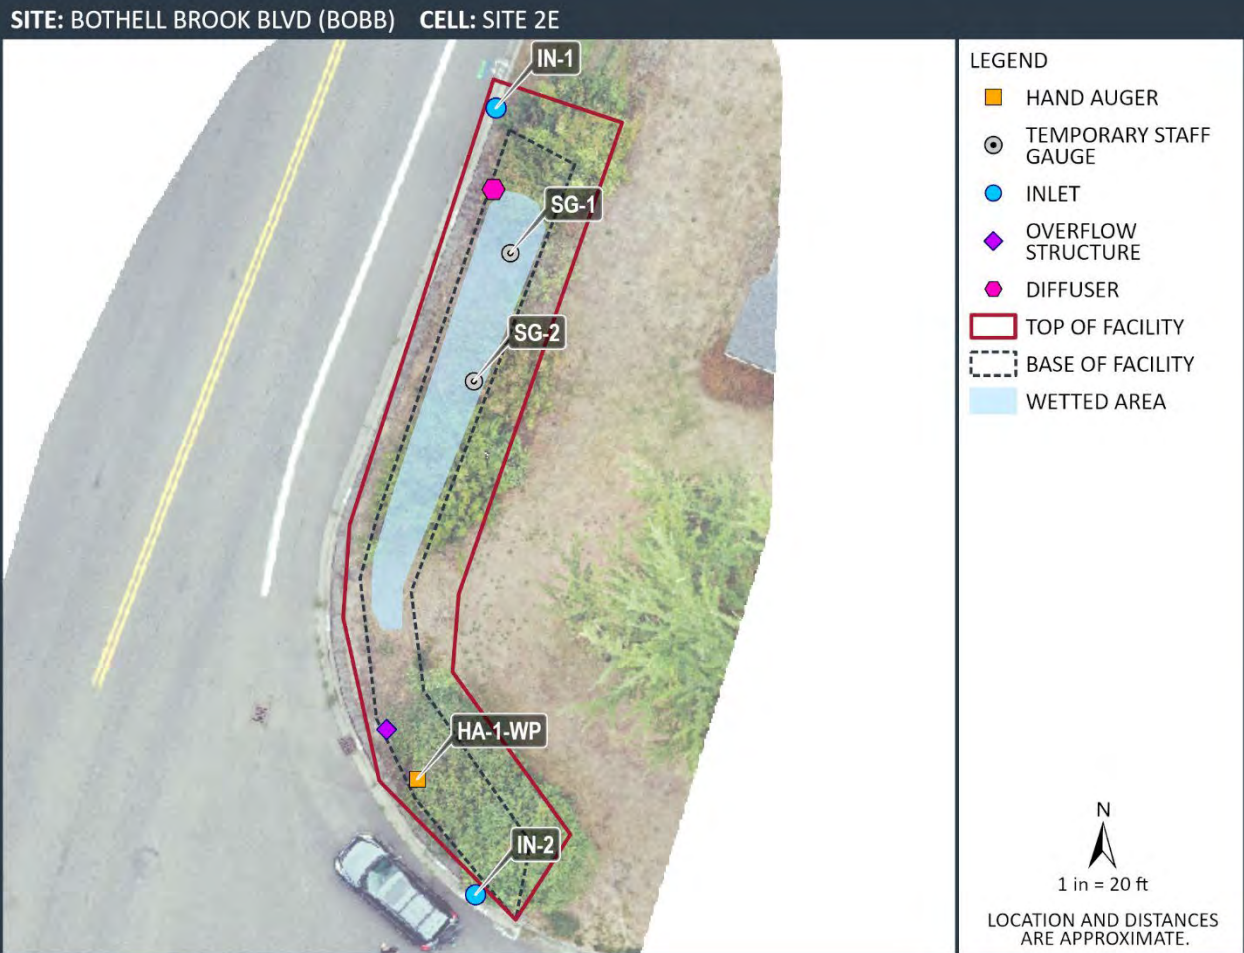 SITE: BOTHELL BROOK BLVD (BOBB) CELL: SITE 2E
IN-1
SG-1
SG-2
HA-1-WP
IN-2
LEGEND
HAND AUGER
TEMPORARY STAFF
GAUGE
INLET
OVERFLOW
STRUCTURE
DIFFUSER
TOP OF FACILITY
BASE OF FACILITY
WETTED AREA
N
1 in = 20 ft
LOCATION AND DISTANCES
ARE APPROXIMATE.